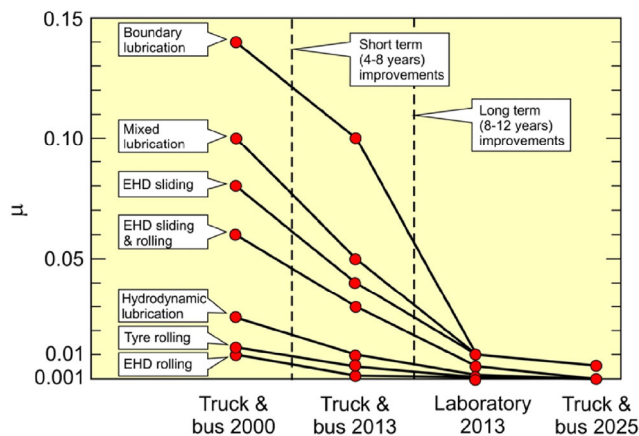 0.15
0.10
0.05
0.01
0.001
μ
Boundary
lubrication
Mixed
lubrication
EHD sliding
EHD sliding
& rolling
Hydrodynamic
lubrication
Tyre rolling
EHD rolling
Short term
(4-8 years)
improvements
Long term
(8-12 years)
improvements
Truck &
bus 2000
Truck &
bus 2013
Laboratory
2013
Truck &
bus 2025